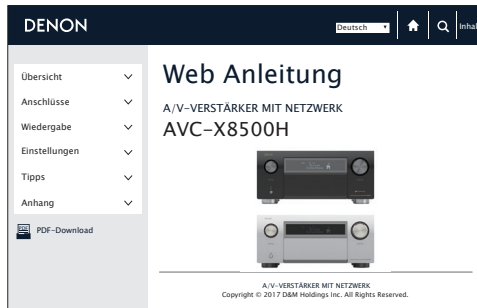 DENON
Deutsch
Inhal
Übersicht
Anschlüsse
Wiedergabe
Einstellungen
Tipps
Anhang
PDF-Download
Web Anleitung
A/V-VERSTÄRKER MIT NETZWERK
AVC-X8500H
A/V-VERSTÄRKER MIT NETZWERK
Copyright © 2017 D&M Holdings Inc. All Rights Reserved.